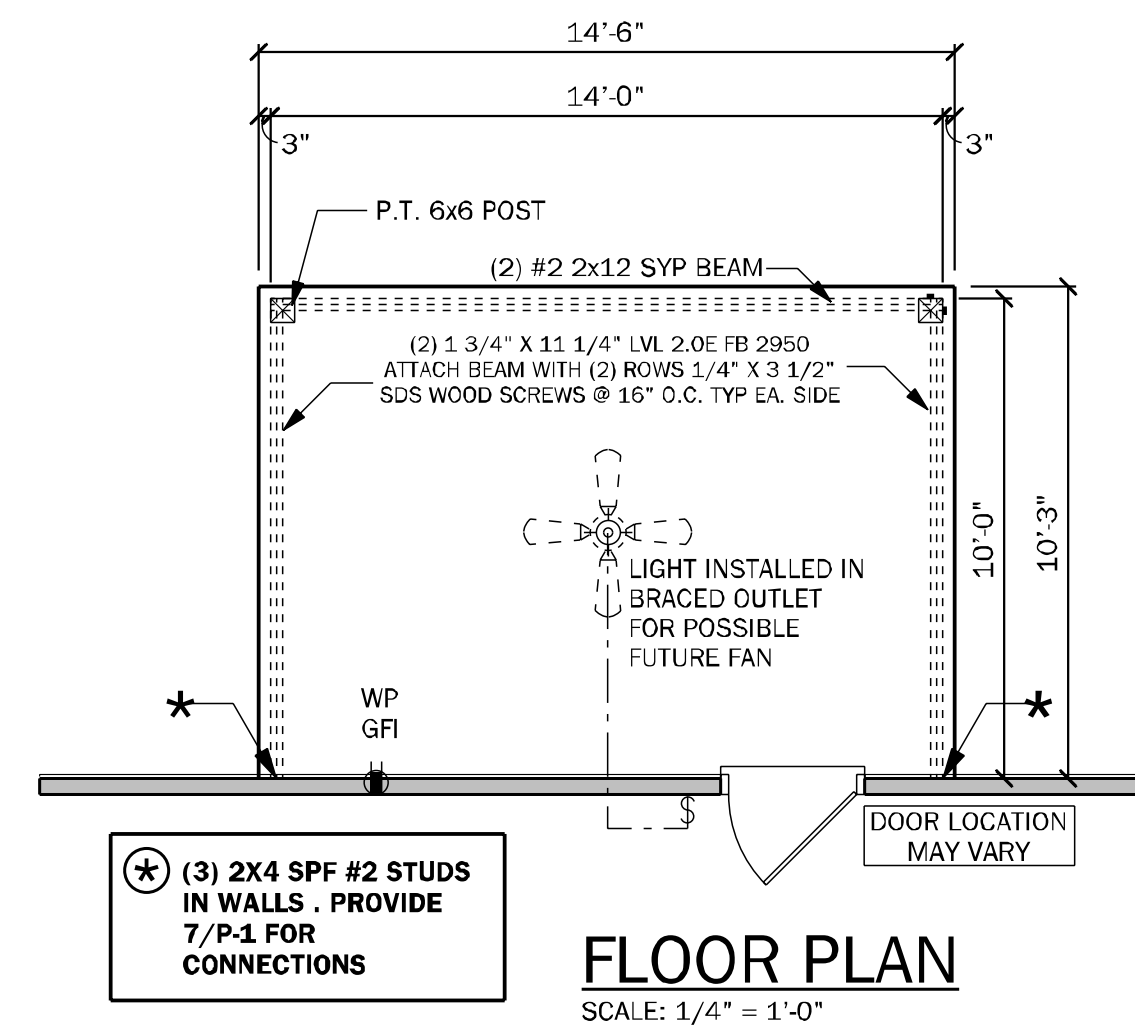 14'-6"
14'-0"
3"
3"
P.T. 6x6 POST
(2) #2 2x12 SYP BEAM
(2) 1 3/4" X 11 1/4" LVL 2.0E FB 2950
ATTACH BEAM WITH (2) ROWS 1/4" X 3 1/2"
SDS WOOD SCREWS @ 16" O.C. TYP EA. SIDE
10'-0"
10'-3"
LIGHT INSTALLED IN
BRACED OUTLET
FOR POSSIBLE
FUTURE FAN
*
WP
GFI
*
$
DOOR LOCATION
MAY VARY
* (3) 2X4 SPF #2 STUDS
IN WALLS . PROVIDE
7/P-1 FOR
CONNECTIONS
FLOOR PLAN
SCALE: 1/4" = 1'-0"